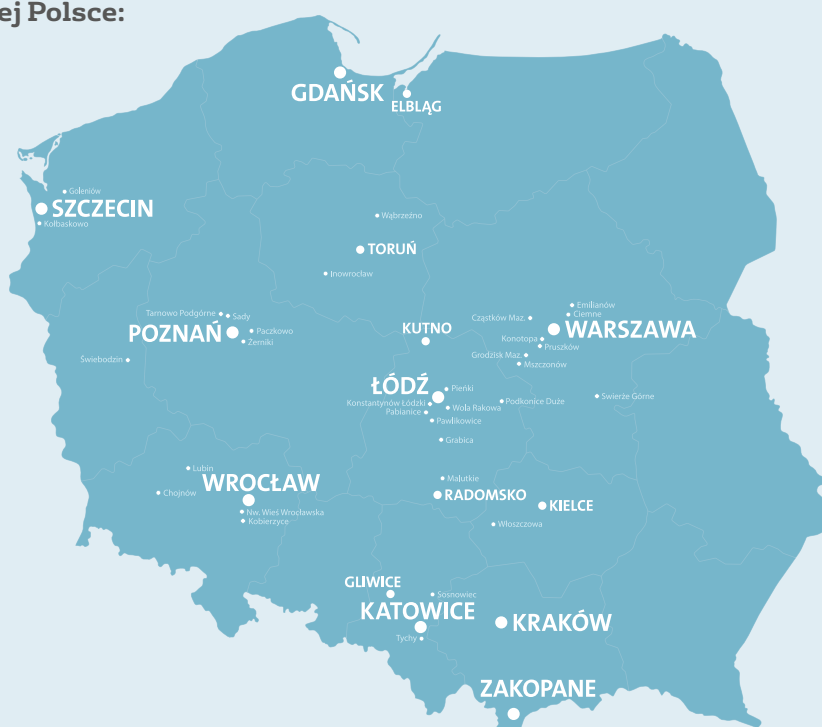 ej Polsce:
GDAŃSK
ELBLĄG
Goleniów
SZCZECIN
Kołbaskowo
Wąbrzeźno
TORUŃ
Inowrocław
Tarnowo Podgórne
Sady
POZNAŃ
Paczkowo
Żerniki
Świebodzin
KUTNO
Emilianów
Ciemne
Cząstków Maz.
WARSZAWA
Konotopa
Pruszków
Grodzisk Maz.
Mszczonów
ŁÓDŹ
Pieńki
Konstantynów Łódzki
Pabianice
Wola Rakowa
Pawlikowice
Podkonice Duże
Swierże Górne
Grabica
Lubin
WROCŁAW
Chojnów
Nw. Wieś Wrocławska
Kobierzyce
Malutkie
RADOMSKO
KIELCE
Włoszczowa
GLIWICE
Sosnowiec
KATOWICE
Tychy
KRAKÓW
ZAKOPANE